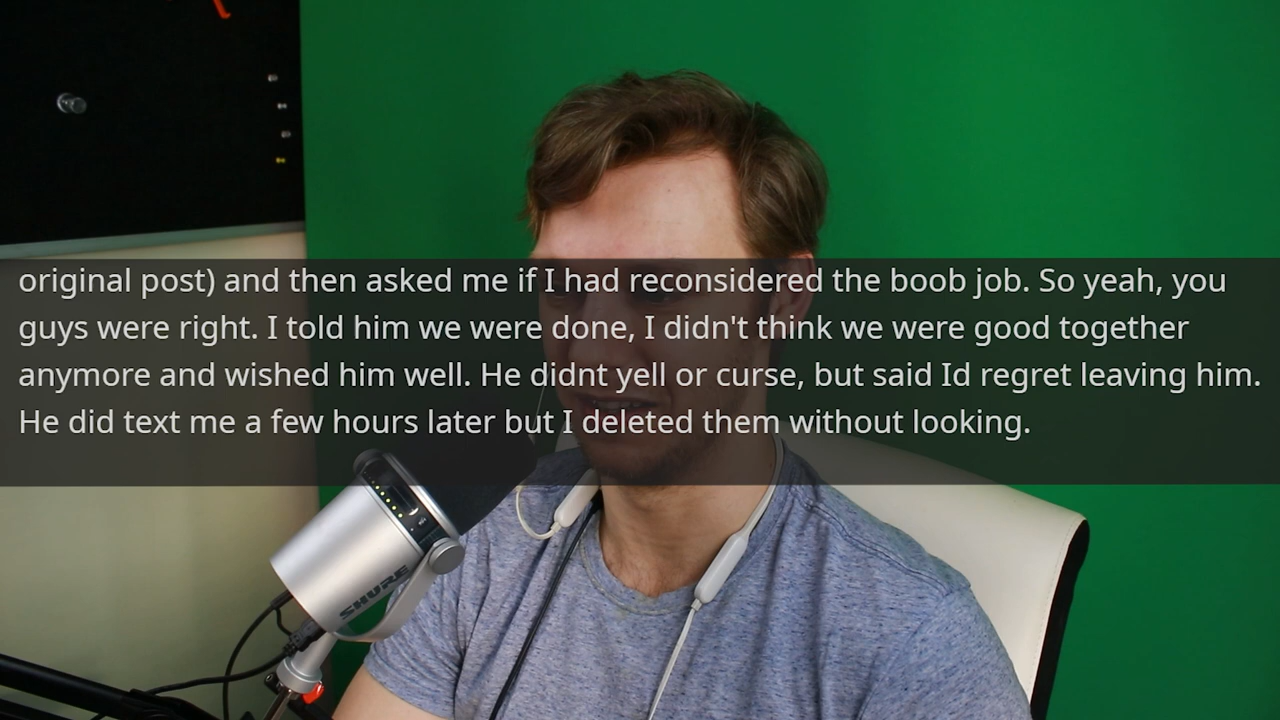 original post) and then asked me if I had reconsidered the boob job. So yeah, you
guys were right. I told him we were done, I didn't think we were good together
anymore and wished him well. He didnt yell or curse, but said Id regret leaving him.
He did text me a few hours later but I deleted them without looking.
SHURE